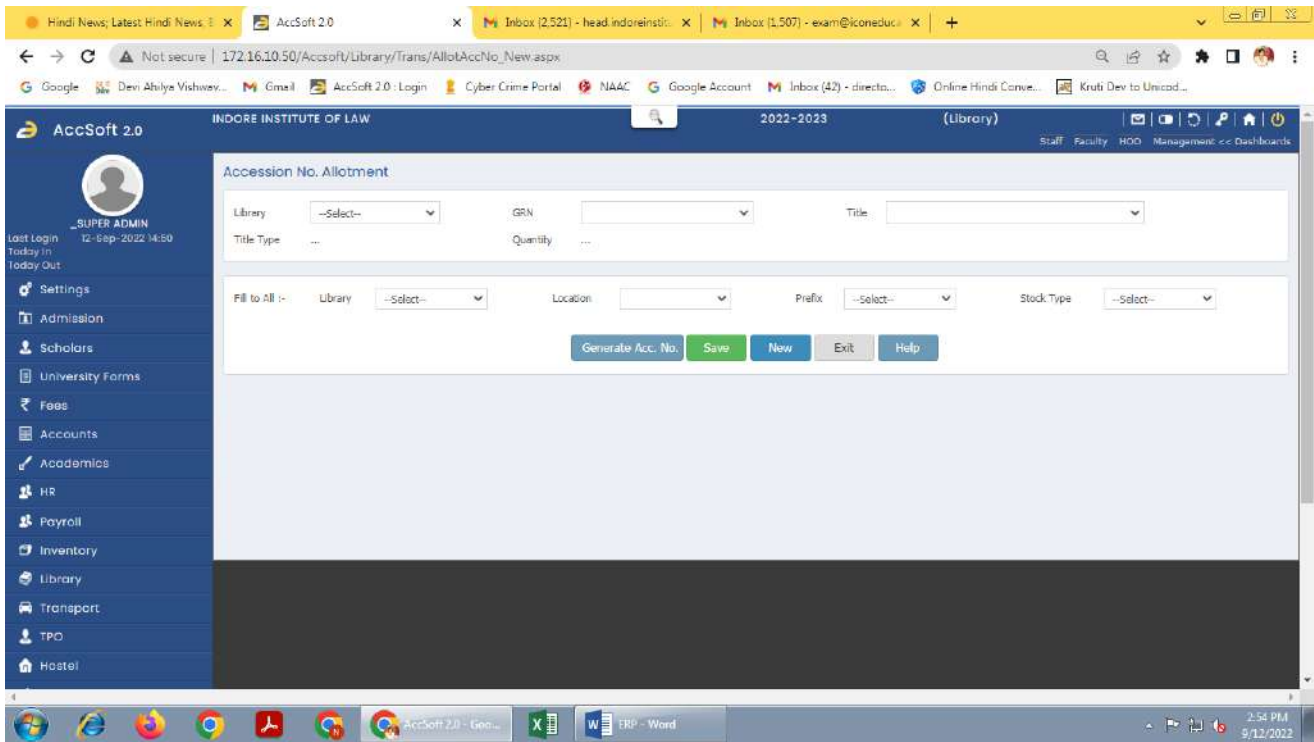 Hindi News; Latest Hindi News,
AccSoft 2.0
Inbox (2,521) - head.indoreinstit
Inbox (1,507) - exam@iconeduc
Not secure | 172.16.10.50/Accsoft/Library/Trans/AllotAccNo_New.aspx
Google
Devi Ahilya Vishwav...
Gmail
AccSoft 2.0 : Login
Cyber Crime Portal
NAAC
Google Account
Inbox (42) - directo...
Online Hindi Conve...
Kruti Dev to Unicod...
AccSoft 2.0
INDORE INSTITUTE OF LAW
2022-2023
(Library)
Staff Faculty HOD Management << Dashboards
_SUPER ADMIN
Last Login 12-Sep-2022 14:50
Today In
Today Out
Settings
Admission
Scholars
University Forms
₹ Fees
Accounts
Academics
HR
Payroll
Inventory
Library
Transport
TPO
Hostel
Accession No. Allotment
Library --Select-- GRN Title
Title Type ... Quantity ...
Fill to All :- Library --Select-- Location Prefix --Select-- Stock Type --Select--
Generate Acc. No. Save New Exit Help
AccSoft 2.0 - Goo...
ERP - Word
2:54 PM
9/12/2022